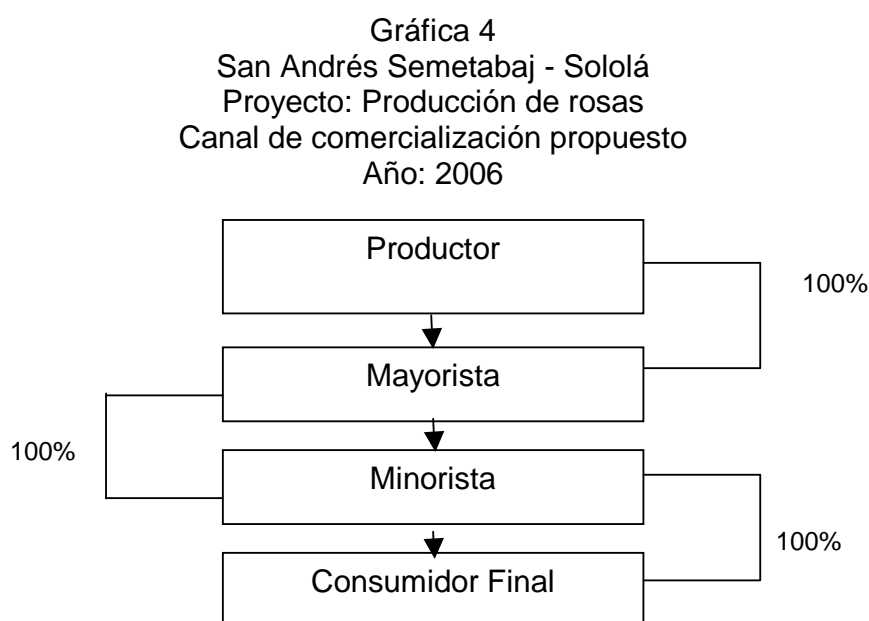 Gráfica 4
San Andrés Semetabaj - Sololá
Proyecto: Producción de rosas
Canal de comercialización propuesto
Año: 2006
Productor
100%
Mayorista
100%
Minorista
100%
Consumidor Final